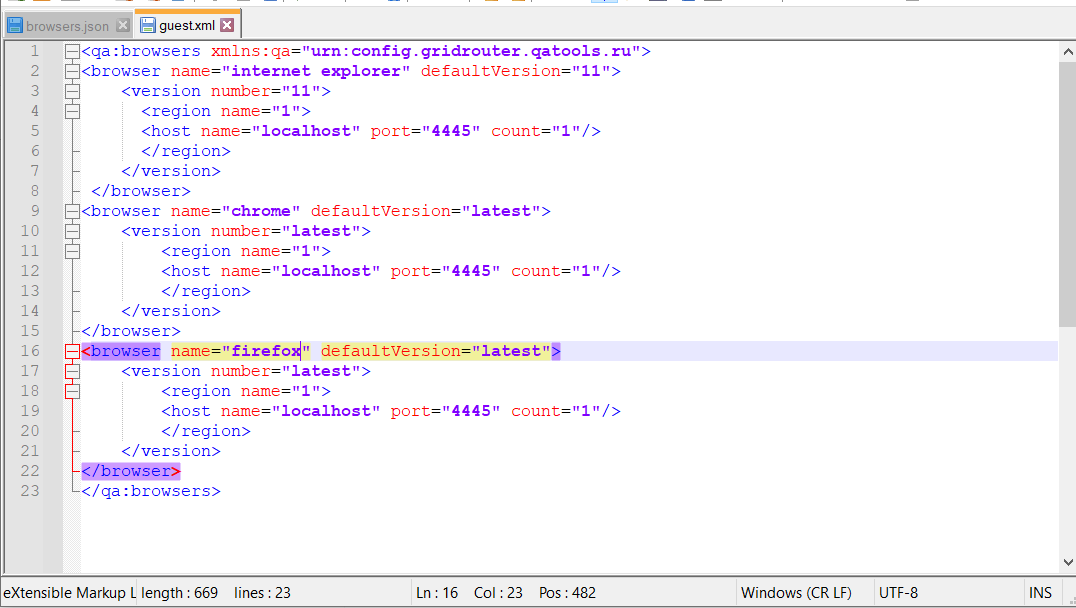 browsers.json guest.xml
1 <qa:browsers xmlns:qa="urn:config.gridrouter.qatools.ru">
2 <browser name="internet explorer" defaultVersion="11">
3 <version number="11">
4 <region name="1">
5 <host name="localhost" port="4445" count="1"/>
6 </region>
7 </version>
8 </browser>
9 <browser name="chrome" defaultVersion="latest">
10 <version number="latest">
11 <region name="1">
12 <host name="localhost" port="4445" count="1"/>
13 </region>
14 </version>
15 </browser>
16 <browser name="firefox" defaultVersion="latest">
17 <version number="latest">
18 <region name="1">
19 <host name="localhost" port="4445" count="1"/>
20 </region>
21 </version>
22 </browser>
23 </qa:browsers>
eXtensible Markup L length : 669 lines : 23 Ln : 16 Col : 23 Pos : 482 Windows (CR LF) UTF-8 INS